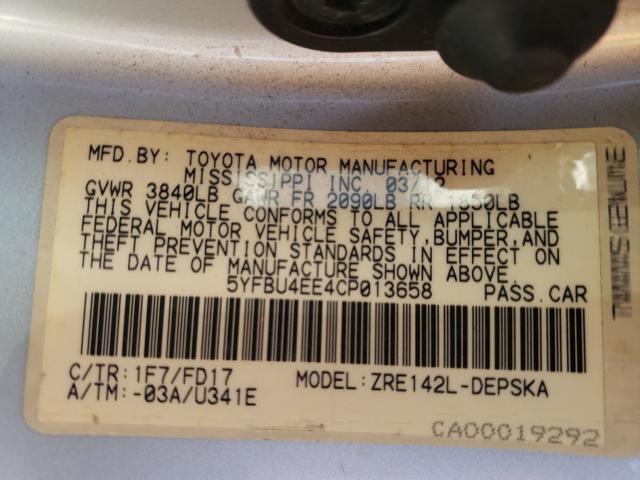 MFD.BY: TOYOTA MOTOR MANUFACTURING
MISSISSIPPI INC.
GVWR 3840LB GAWR FR 2090LB RR 1850LB
THIS VEHICLE CONFORMS TO ALL APPLICABLE
FEDERAL MOTOR VEHICLE SAFETY,BUMPER,AND
THEFT PREVENTION STANDARDS IN EFFECT ON
THE DATE OF MANUFACTURE SHOWN ABOVE.
5YFBU4EE4CP013658 PASS.CAR
C/TR:1F7/FD17 MODEL:ZRE142L-DEPSKA
A/TM:-03A/U341E
CA00019292